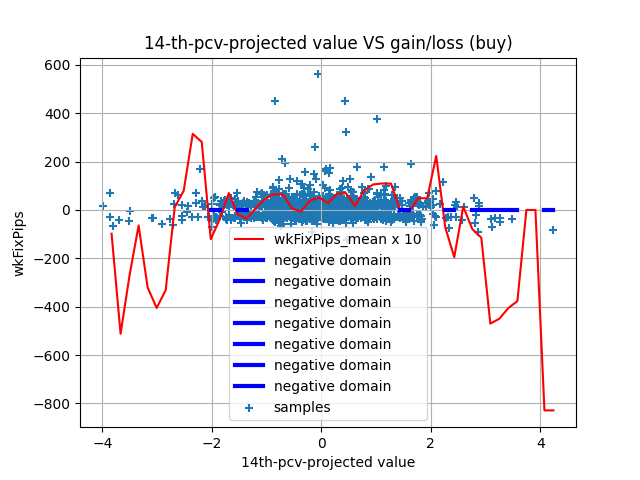 14-th-pcv-projected value VS gain/loss (buy)
600
400
200
0
−200
−400
−600
−800
wkFixPips
wkFixPips_mean x 10
negative domain
negative domain
negative domain
negative domain
negative domain
negative domain
negative domain
samples
−4
−2
0
2
4
14th-pcv-projected value